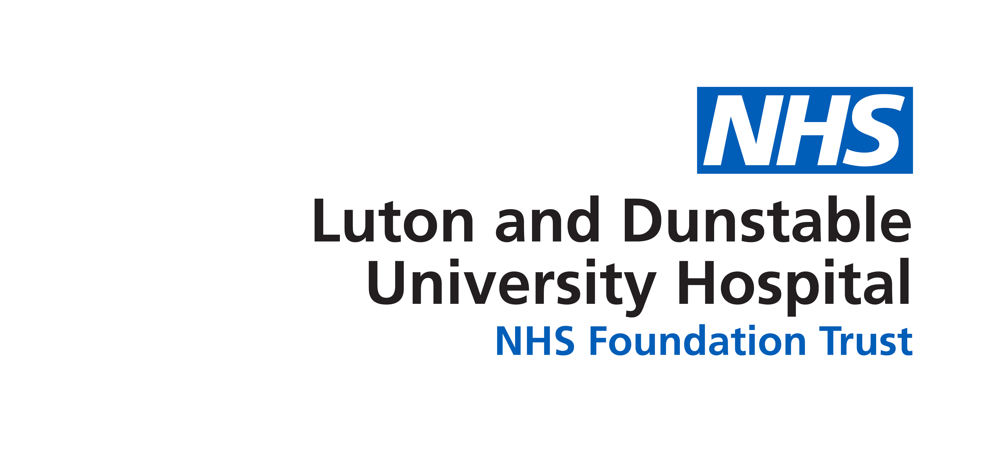 NHS
Luton and Dunstable
University Hospital
NHS Foundation Trust